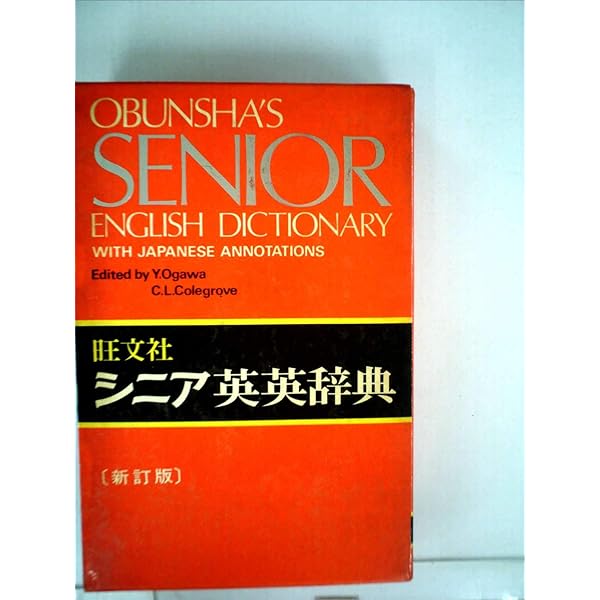 OBUNSHA'S
SENIOR
ENGLISH DICTIONARY
WITH JAPANESE ANNOTATIONS
Edited by Y.Ogawa
C.L.Colegrove
旺文社
シニア英英辞典
〔新訂版〕